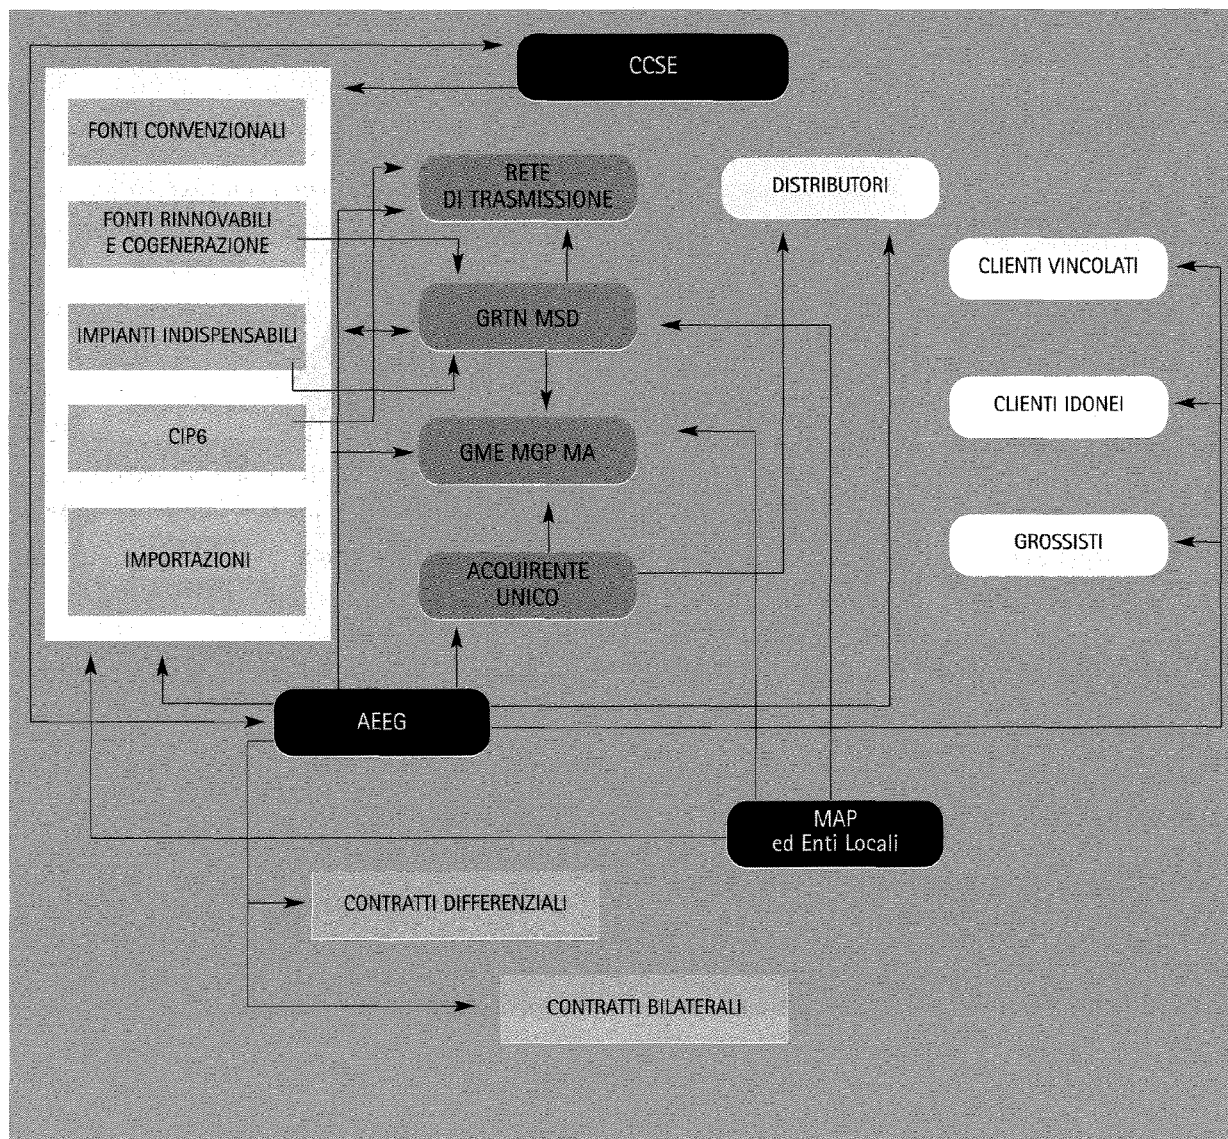 CCSE
FONTI CONVENZIONALI
RETE
DI TRASMISSIONE
DISTRIBUTORI
FONTI RINNOVABILI
E COGENERAZIONE
CLIENTI VINCOLATI
GRTN MSD
IMPIANTI INDISPENSABILI
CLIENTI IDONEI
CIP6
GME MGP MA
GROSSISTI
IMPORTAZIONI
ACQUIRENTE
UNICO
AEEG
MAP
ed Enti Locali
CONTRATTI DIFFERENZIALI
CONTRATTI BILATERALI